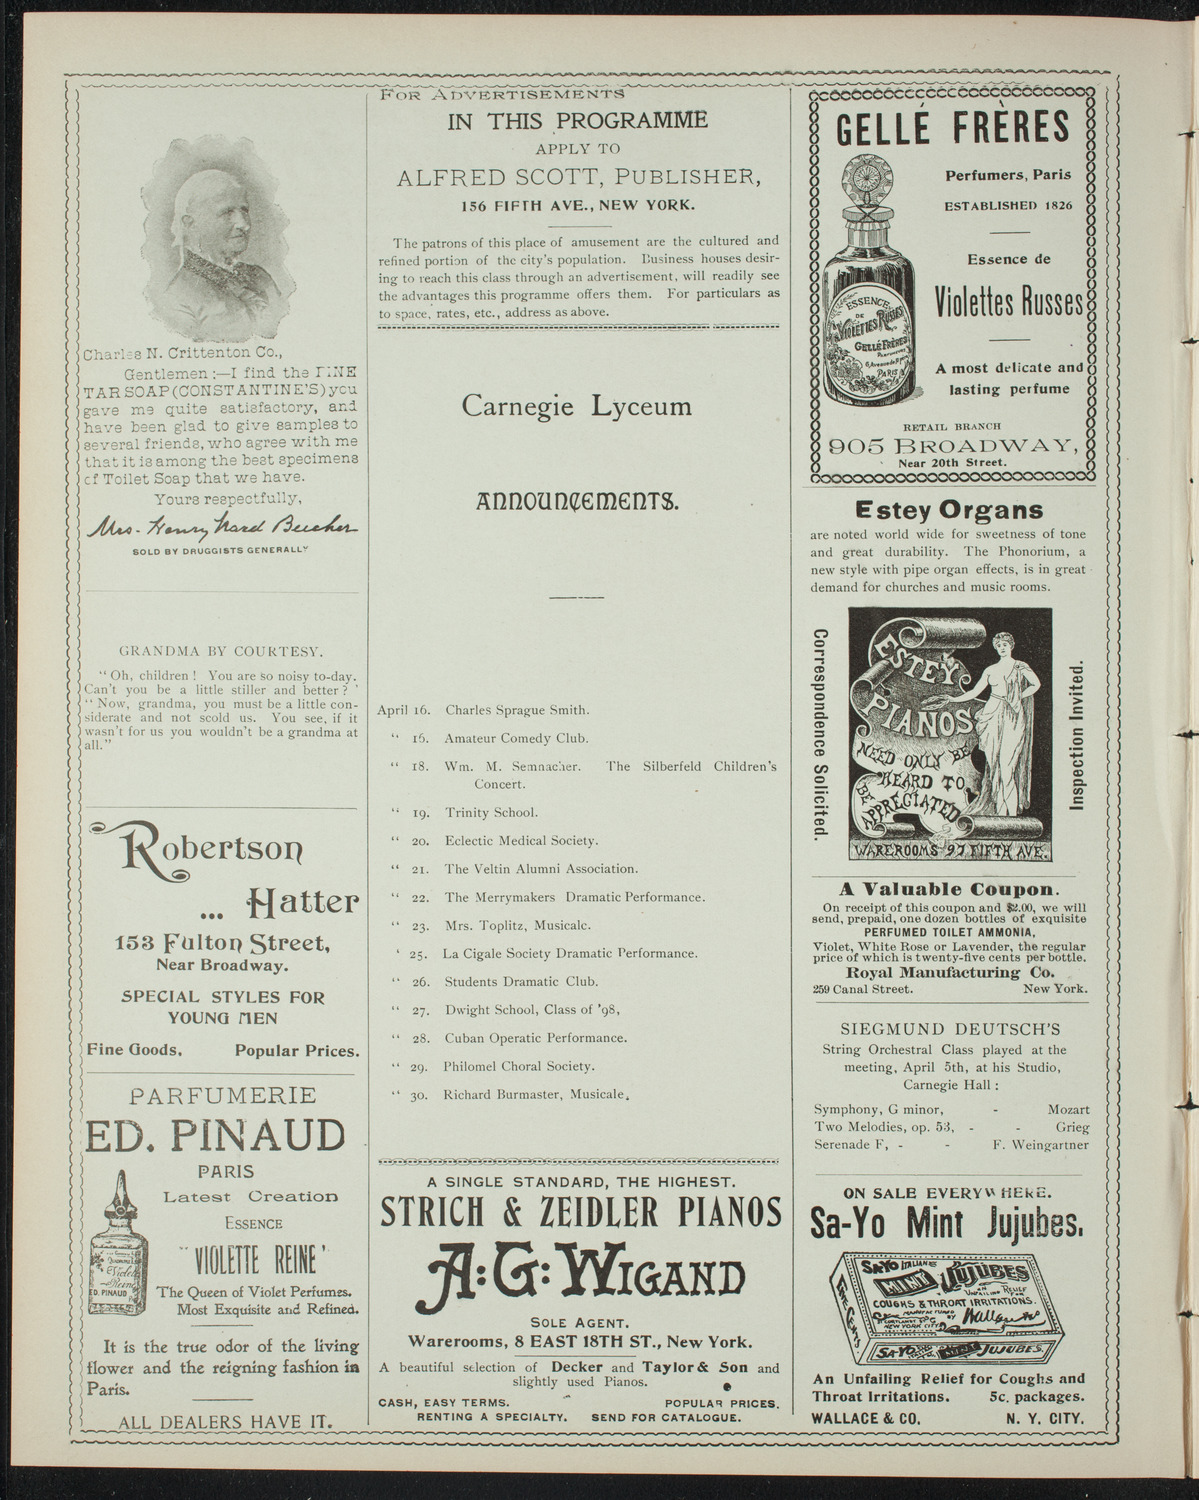 Charles N. Crittenton Co.,
Gentlemen:—I find the PINE
TAR SOAP (CONSTANTINE'S) you
gave me quite satisfactory, and
have been glad to give samples to
several friends, who agree with me
that it is among the best specimens
of Toilet Soap that we have.
Yours respectfully,
Mrs. Henry Ward Beecher
SOLD BY DRUGGISTS GENERALLY
GRANDMA BY COURTESY.
"Oh, children! You are so noisy to-day.
Can't you be a little stiller and better?'
"Now, grandma, you must be a little con-
siderate and not scold us. You see, if it
wasn't for us you wouldn't be a grandma at
all."
Robertson
... Hatter
153 Fulton Street,
Near Broadway.
SPECIAL STYLES FOR
YOUNG MEN
Fine Goods. Popular Prices.
PARFUMERIE
ED. PINAUD
PARIS
Latest Creation
ESSENCE
"VIOLETTE REINE'
The Queen of Violet Perfumes.
Most Exquisite and Refined.
ED. PINAUD
It is the true odor of the living
flower and the reigning fashion in
Paris.
ALL DEALERS HAVE IT.
FOR ADVERTISEMENTS
IN THIS PROGRAMME
APPLY TO
ALFRED SCOTT, PUBLISHER,
156 FIFTH AVE., NEW YORK.
The patrons of this place of amusement are the cultured and
refined portion of the city's population. Business houses desir-
ing to reach this class through an advertisement, will readily see
the advantages this programme offers them. For particulars as
to space, rates, etc., address as above.
Carnegie Lyceum
ANNOUNCEMENTS.
April 16. Charles Sprague Smith.
" 15. Amateur Comedy Club.
" 18. Wm. M. Semnacher. The Silberfeld Children's
Concert.
" 19. Trinity School.
" 20. Eclectic Medical Society.
" 21. The Veltin Alumni Association.
" 22. The Merrymakers Dramatic Performance.
" 23. Mrs. Toplitz, Musicale.
' 25. La Cigale Society Dramatic Performance.
" 26. Students Dramatic Club.
" 27. Dwight School, Class of '98,
" 28. Cuban Operatic Performance.
" 29. Philomel Choral Society.
" 30. Richard Burmaster, Musicale.
A SINGLE STANDARD, THE HIGHEST.
STRICH & ZEIDLER PIANOS
A:G:WIGAND
SOLE AGENT.
Warerooms, 8 EAST 18TH ST., New York.
A beautiful selection of Decker and Taylor & Son and
slightly used Pianos.
CASH, EASY TERMS. POPULAR PRICES.
RENTING A SPECIALTY. SEND FOR CATALOGUE.
GELLÉ FRÈRES
Perfumers, Paris
ESTABLISHED 1826
Essence de
Violettes Russes
A most delicate and
lasting perfume
ESSENCE
DE
VIOLETTES RUSSES
GELLÉ FRÈRES
PARIS
RETAIL BRANCH
905 BROADWAY,
Near 20th Street.
Estey Organs
are noted world wide for sweetness of tone
and great durability. The Phonorium, a
new style with pipe organ effects, is in great
demand for churches and music rooms.
Correspondence Solicited.
ESTEY
PIANOS
NEED ONLY BE
HEARD TO
BE APPRECIATED
WAREROOMS 97 FIFTH AVE.
Inspection Invited.
A Valuable Coupon.
On receipt of this coupon and $2.00, we will
send, prepaid, one dozen bottles of exquisite
PERFUMED TOILET AMMONIA,
Violet, White Rose or Lavender, the regular
price of which is twenty-five cents per bottle.
Royal Manufacturing Co.
259 Canal Street. New York.
SIEGMUND DEUTSCH'S
String Orchestral Class played at the
meeting, April 5th, at his Studio,
Carnegie Hall:
Symphony, G minor, - Mozart
Two Melodies, op. 53, - - Grieg
Serenade F, - - F. Weingartner
ON SALE EVERYWHERE.
Sa-Yo Mint Jujubes.
SA-YO
MINT JUJUBES
COUGHS & THROAT IRRITATIONS.
NEW YORK CITY
Wallace & Co
SA-YO JUJUBES.
An Unfailing Relief for Coughs and
Throat Irritations. 5c. packages.
WALLACE & CO. N. Y. CITY.